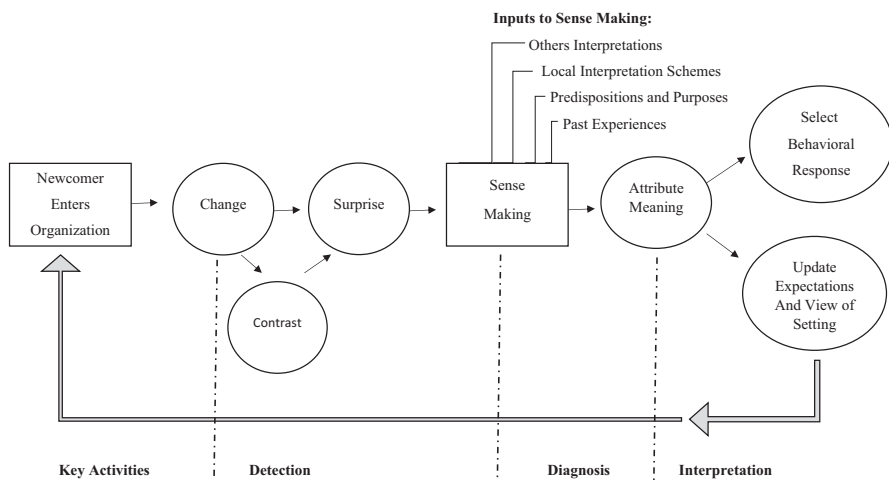 Inputs to Sense Making:
Others Interpretations
Local Interpretation Schemes
Predispositions and Purposes
Past Experiences
Newcomer
Enters
Organization
Change
Surprise
Contrast
Sense
Making
Attribute
Meaning
Select
Behavioral
Response
Update
Expectations
And View of
Setting
Key Activities
Detection
Diagnosis
Interpretation